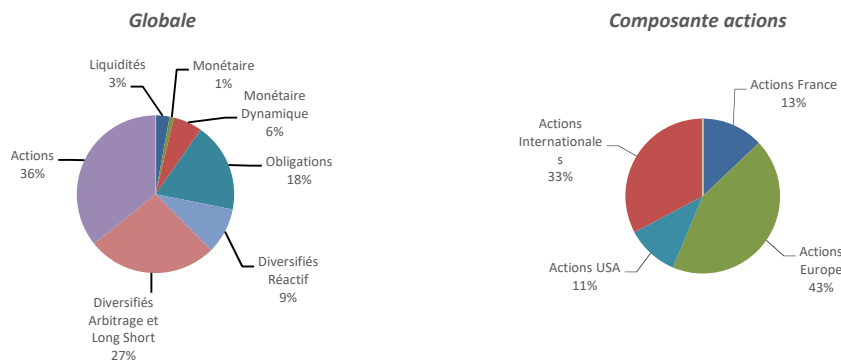 Globale
Liquidités
3%
Monétaire
1%
Monétaire
Dynamique
6%
Obligations
18%
Diversifiés
Réactif
9%
Diversifiés
Arbitrage et
Long Short
27%
Actions
36%
Composante actions
Actions France
13%
Actions
Europe
43%
Actions USA
11%
Actions
Internationale
s
33%